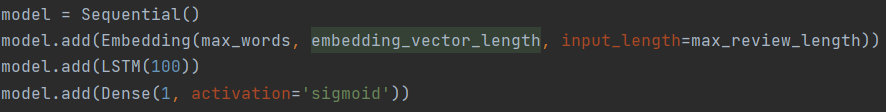 model = Sequential()
model.add(Embedding(max_words, embedding_vector_length, input_length=max_review_length))
model.add(LSTM(100))
model.add(Dense(1, activation='sigmoid'))